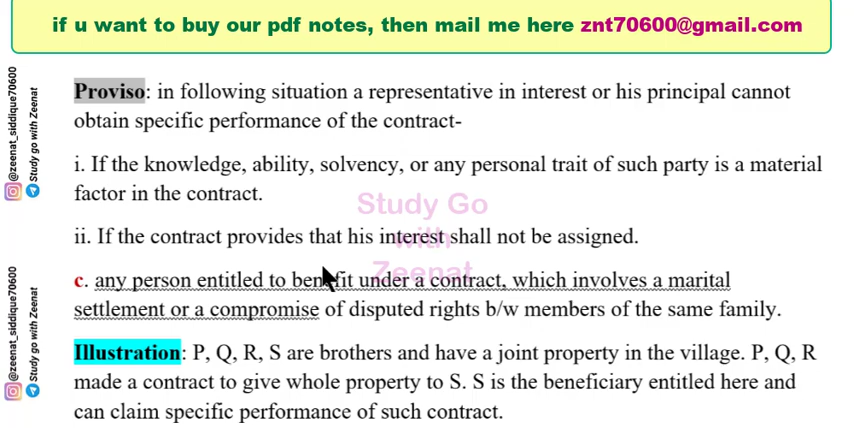 if u want to buy our pdf notes, then mail me here znt70600@gmail.com
@zeenat_siddique70600
Study go with Zeenat
Proviso: in following situation a representative in interest or his principal cannot
obtain specific performance of the contract-
i. If the knowledge, ability, solvency, or any personal trait of such party is a material
factor in the contract.
Study Go
with
Zeenat
ii. If the contract provides that his interest shall not be assigned.
@zeenat_siddique70600
Study go with Zeenat
c. any person entitled to benefit under a contract, which involves a marital
settlement or a compromise of disputed rights b/w members of the same family.
Illustration: P, Q, R, S are brothers and have a joint property in the village. P, Q, R
made a contract to give whole property to S. S is the beneficiary entitled here and
can claim specific performance of such contract.